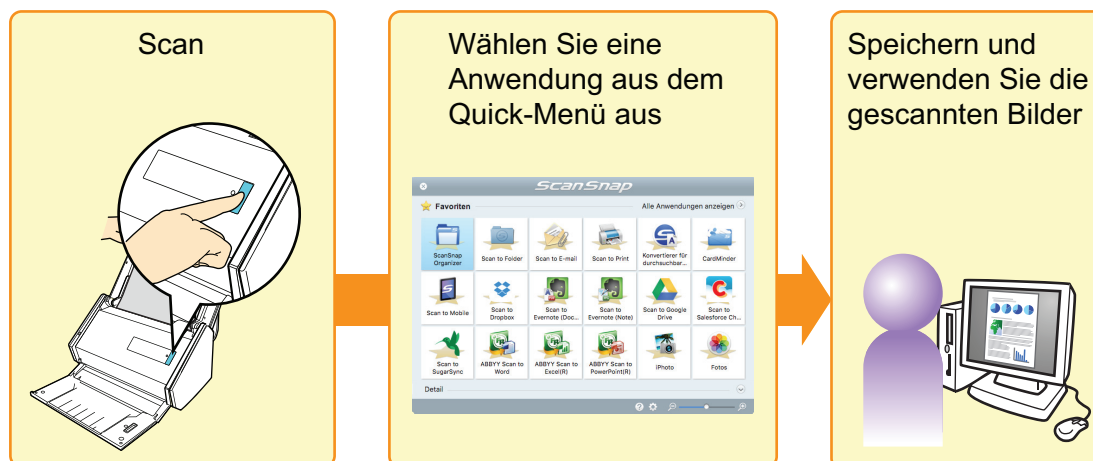 Scan
Wählen Sie eine
Anwendung aus dem
Quick-Menü aus
ScanSnap
Favoriten
Alle Anwendungen anzeigen
ScanSnap
Organizer
Scan to Folder
Scan to E-mail
Scan to Print
Konvertierer für
durchsuchbar...
CardMinder
Scan to Mobile
Scan to
Dropbox
Scan to
Evernote (Doc...
Scan to
Evernote (Note)
Scan to Google
Drive
Scan to
Salesforce Ch...
Scan to
SugarSync
ABBYY Scan to
Word
ABBYY Scan to
Excel(R)
ABBYY Scan to
PowerPoint(R)
iPhoto
Fotos
Detail
Speichern und
verwenden Sie die
gescannten Bilder